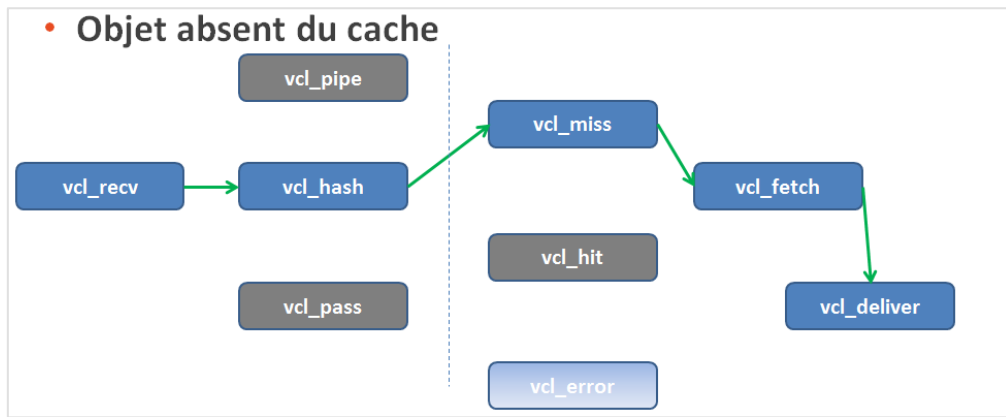 • Objet absent du cache
vcl_pipe
vcl_miss
vcl_recv
vcl_hash
vcl_fetch
vcl_hit
vcl_pass
vcl_deliver
vcl_error